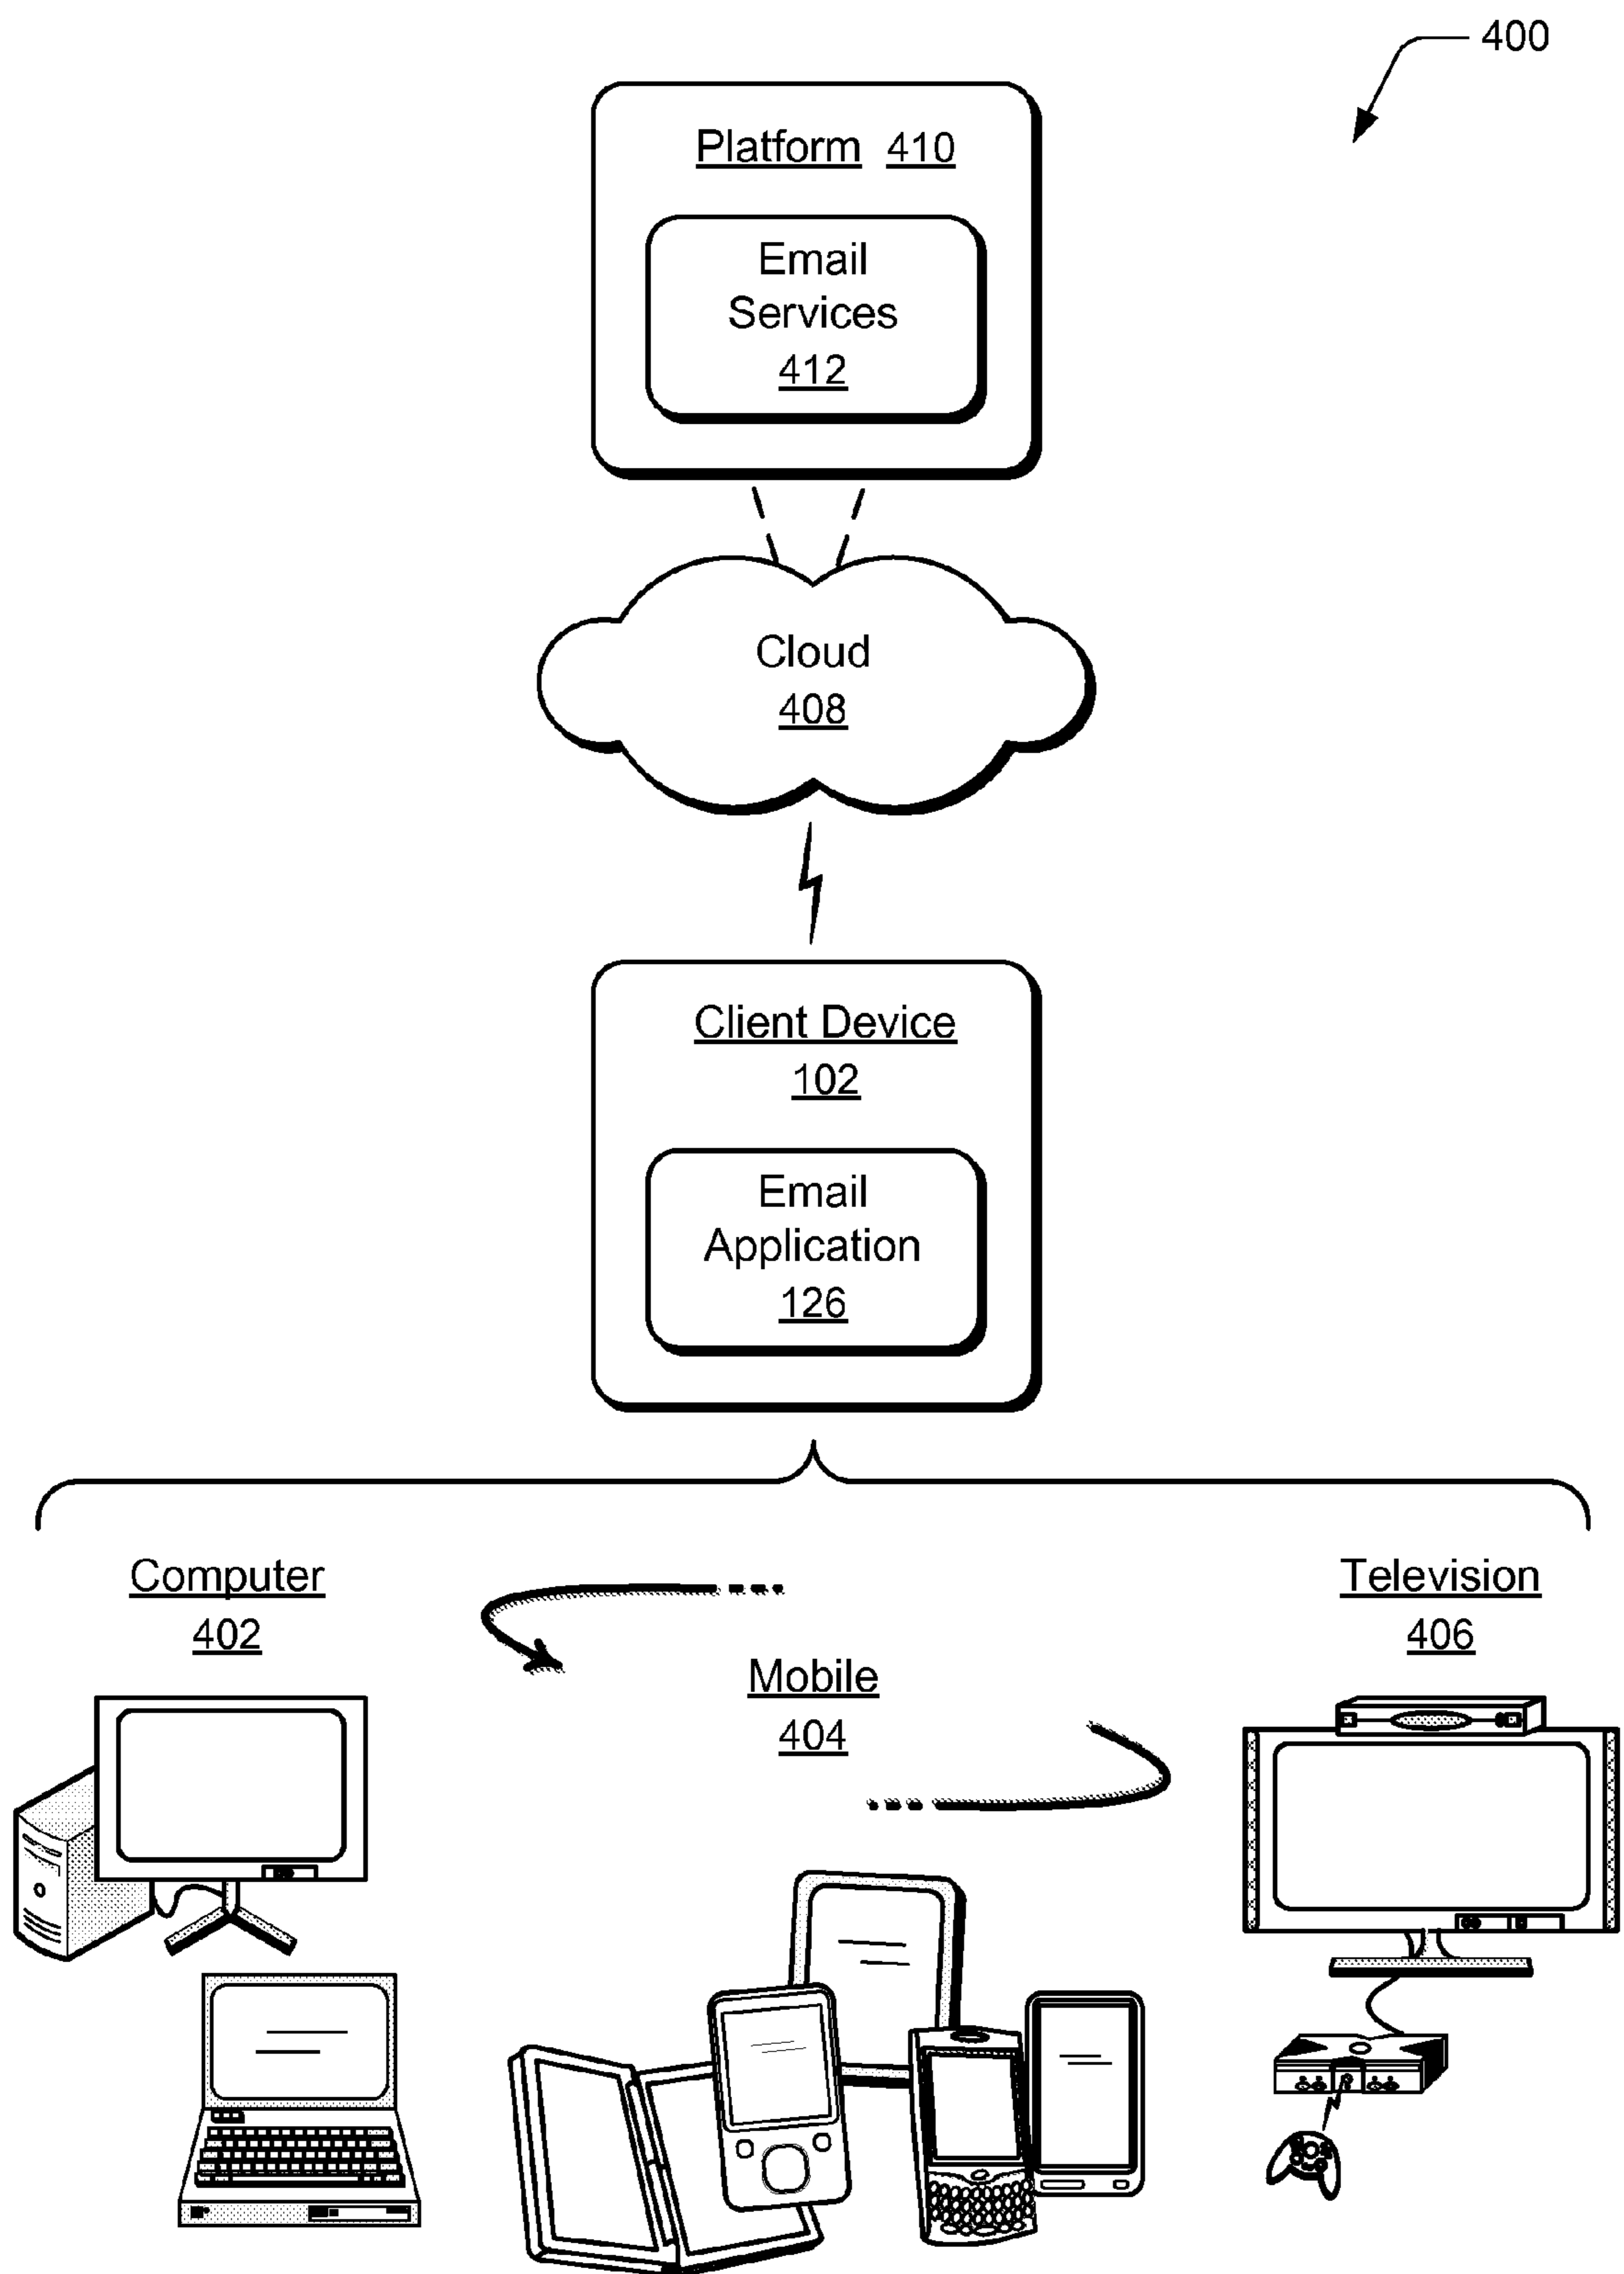 400
Platform 410
Email
Services
412
Cloud
408
Client Device
102
Email
Application
126
Computer
402
Mobile
404
Television
406